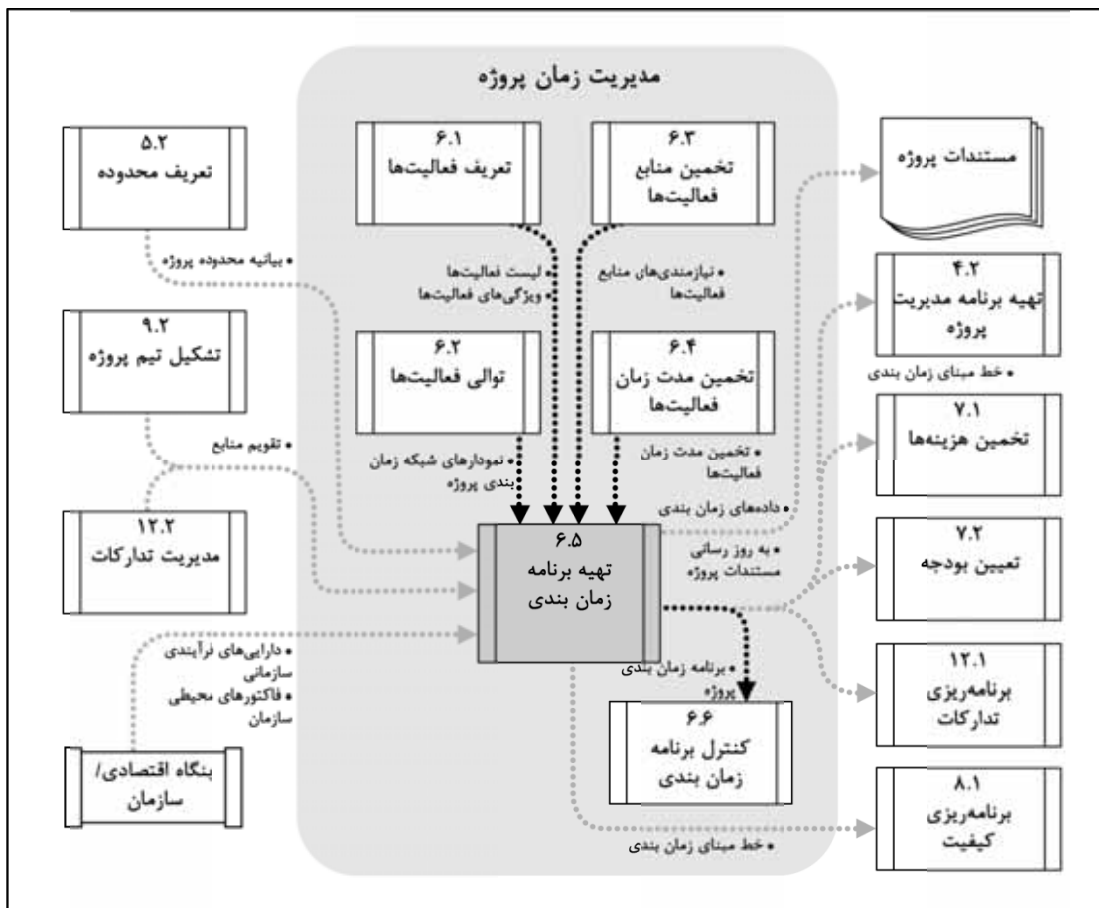 مدیریت زمان پروژه
۵.۲
تعریف محدوده
• بیانیه محدوده پروژه
۹.۲
تشکیل تیم پروژه
• تقویم منابع
۱۲.۲
مدیریت تدارکات
• دارایی‌های فرآیندی
سازمانی
• فاکتورهای محیطی
سازمان
بنگاه اقتصادی/
سازمان
۶.۱
تعریف فعالیت‌ها
• لیست فعالیت‌ها
• ویژگی‌های فعالیت‌ها
۶.۳
تخمین منابع
فعالیت‌ها
• نیازمندی‌های منابع
فعالیت‌ها
۶.۲
توالی فعالیت‌ها
• نمودارهای شبکه زمان
بندی پروژه
۶.۴
تخمین مدت زمان
فعالیت‌ها
• تخمین مدت زمان
فعالیت‌ها
۶.۵
تهیه برنامه
زمان بندی
• داده‌های زمان بندی
• به روز رسانی
مستندات پروژه
• برنامه زمان بندی
پروژه
۶.۶
کنترل برنامه
زمان بندی
• خط مبنای زمان بندی
مستندات پروژه
۴.۲
تهیه برنامه مدیریت
پروژه
• خط مبنای زمان بندی
۷.۱
تخمین هزینه‌ها
۷.۲
تعیین بودجه
۱۲.۱
برنامه‌ریزی
تدارکات
۸.۱
برنامه‌ریزی
کیفیت